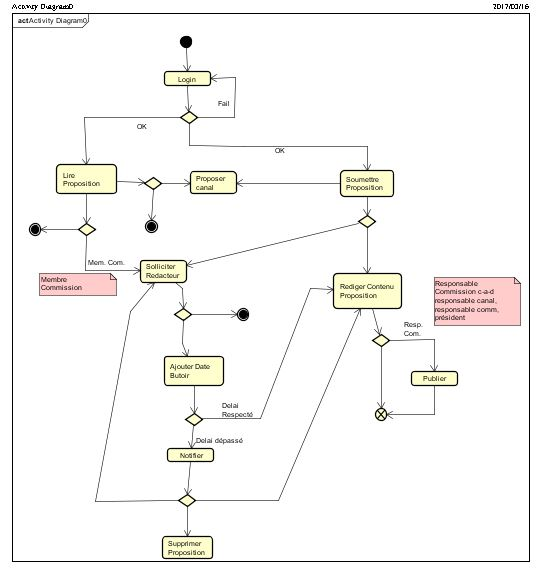 Activity Diagram0 2017/03/16
act Activity Diagram0
Login
Fail
OK
OK
Lire
Proposition
Proposer
canal
Soumettre
Proposition
Mem. Com.
Membre
Commission
Solliciter
Redacteur
Rediger Contenu
Proposition
Responsable
Commission c-a-d
responsable canal,
responsable comm,
président
Resp.
Com.
Ajouter Date
Butoir
Publier
Delai
Respecté
Delai dépassé
Notifier
Supprimer
Proposition